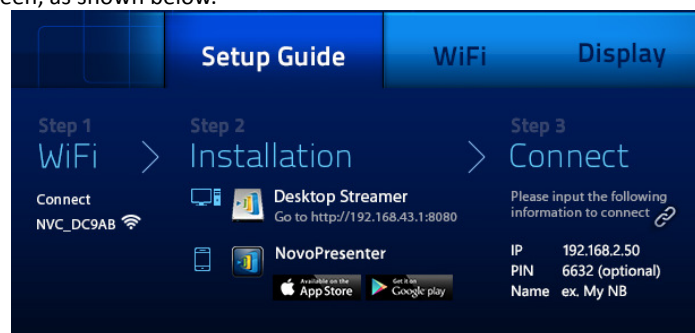 een, as shown below.
Setup Guide
WiFi
Display
Step 1
WiFi
Connect
NVC_DC9AB
Step 2
Installation
Desktop Streamer
Go to http://192.168.43.1:8080
NovoPresenter
Available on the
App Store
Get it on
Google play
Step 3
Connect
Please input the following
information to connect
IP 192.168.2.50
PIN 6632 (optional)
Name ex. My NB